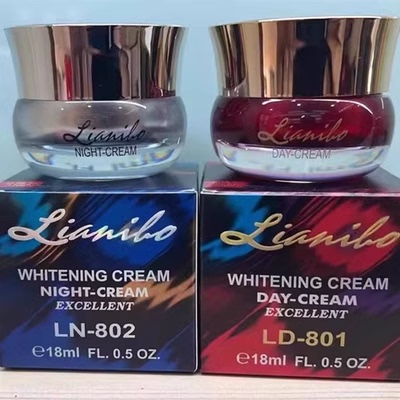 Lianibo
NIGHT-CREAM
Lianibo
DAY-CREAM
Lianibo
WHITENING CREAM
NIGHT-CREAM
EXCELLENT
LN-802
℮18ml FL. 0.5 OZ.
Lianibo
WHITENING CREAM
DAY-CREAM
EXCELLENT
LD-801
℮18ml FL. 0.5 OZ.